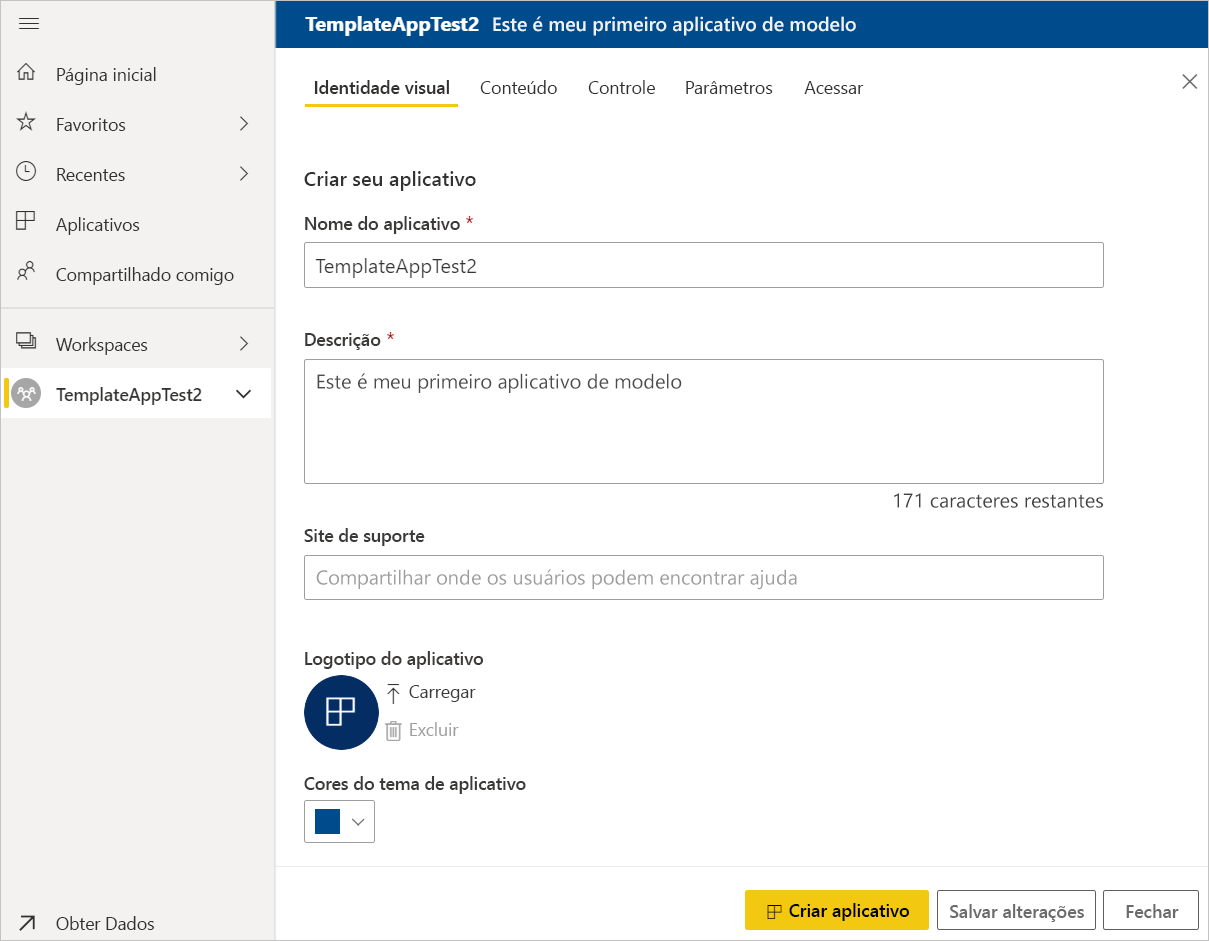 TemplateAppTest2 Este é meu primeiro aplicativo de modelo
Página inicial
Favoritos
Recentes
Aplicativos
Compartilhado comigo
Workspaces
TemplateAppTest2
Obter Dados
Identidade visual Conteúdo Controle Parâmetros Acessar
Criar seu aplicativo
Nome do aplicativo *
TemplateAppTest2
Descrição *
Este é meu primeiro aplicativo de modelo
171 caracteres restantes
Site de suporte
Compartilhar onde os usuários podem encontrar ajuda
Logotipo do aplicativo
Carregar
Excluir
Cores do tema de aplicativo
Criar aplicativo Salvar alterações Fechar